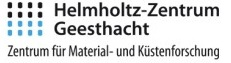 Helmholtz-Zentrum
Geesthacht
Zentrum für Material- und Küstenforschung